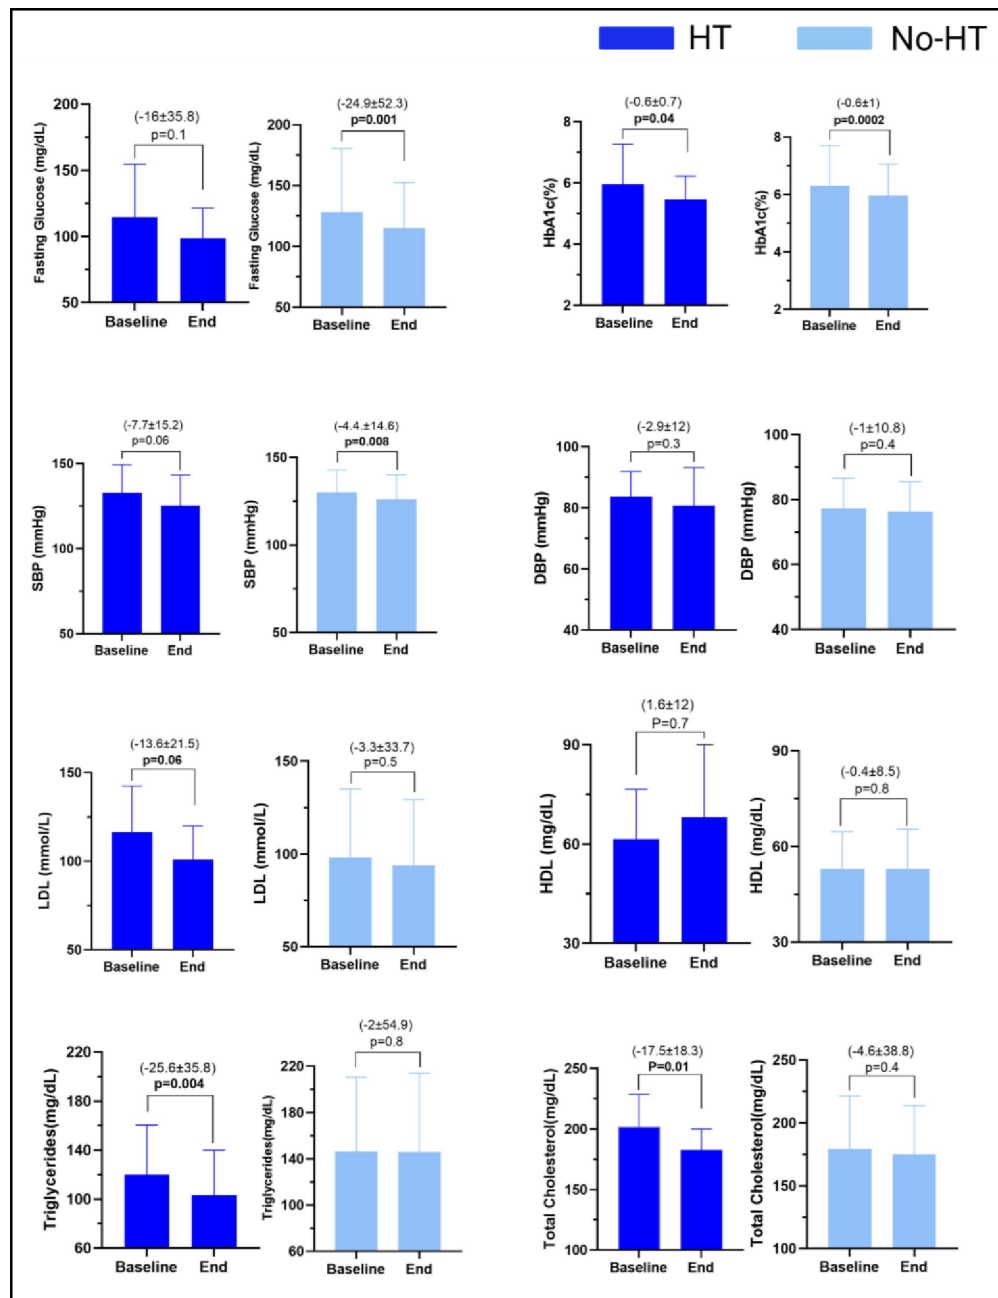 HT
No-HT
(-16±35.8)
p=0.1
Fasting Glucose (mg/dL)
200
150
100
50
Baseline End
(-24.9±52.3)
p=0.001
Fasting Glucose (mg/dL)
200
150
100
50
Baseline End
(-0.6±0.7)
p=0.04
HbA1c(%)
8
6
4
2
Baseline End
(-0.6±1)
p=0.0002
HbA1c(%)
8
6
4
2
Baseline End
(-7.7±15.2)
p=0.06
SBP (mmHg)
150
100
50
Baseline End
(-4.4.±14.6)
p=0.008
SBP (mmHg)
150
100
50
Baseline End
(-2.9±12)
p=0.3
DBP (mmHg)
100
80
60
40
Baseline End
(-1±10.8)
p=0.4
DBP (mmHg)
100
80
60
40
Baseline End
(-13.6±21.5)
p=0.06
LDL (mmol/L)
150
100
50
Baseline End
(-3.3±33.7)
p=0.5
LDL (mmol/L)
150
100
50
Baseline End
(1.6±12)
P=0.7
HDL (mg/dL)
90
60
30
Baseline End
(-0.4±8.5)
p=0.8
HDL (mg/dL)
90
60
30
Baseline End
(-25.6±35.8)
p=0.004
Triglycerides(mg/dL)
220
180
140
100
60
Baseline End
(-2±54.9)
p=0.8
Triglycerides(mg/dL)
220
180
140
100
60
Baseline End
(-17.5±18.3)
P=0.01
Total Cholesterol(mg/dL)
250
200
150
100
Baseline End
(-4.6±38.8)
p=0.4
Total Cholesterol(mg/dL)
250
200
150
100
Baseline End